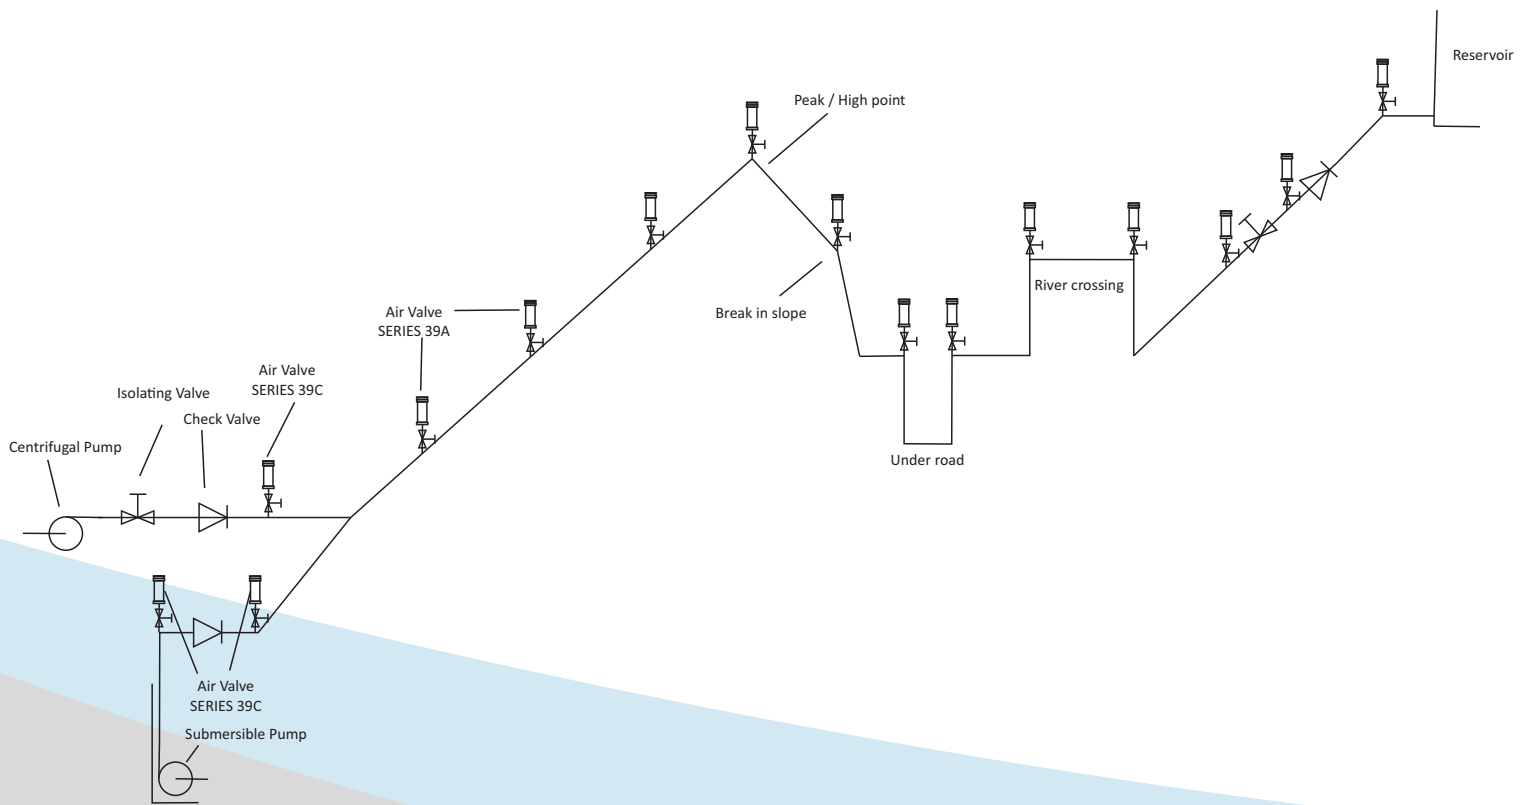 Reservoir
Peak / High point
River crossing
Break in slope
Air Valve
SERIES 39A
Air Valve
SERIES 39C
Isolating Valve
Check Valve
Centrifugal Pump
Under road
Air Valve
SERIES 39C
Submersible Pump